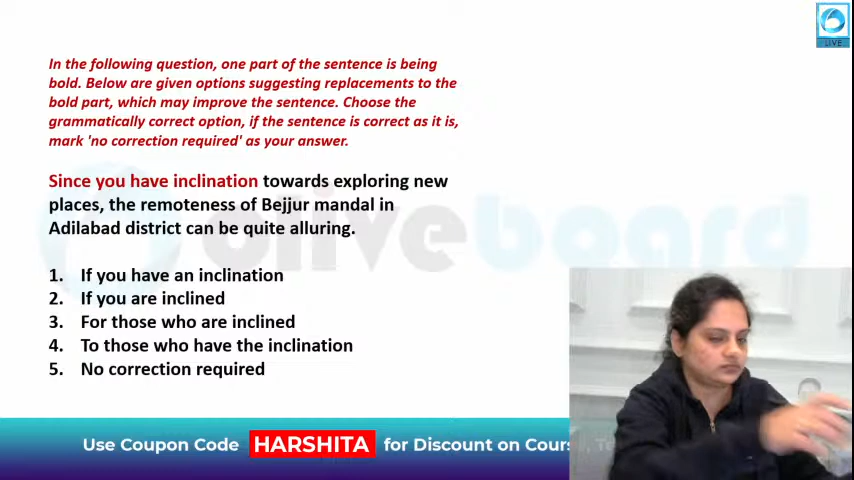 LIVE
In the following question, one part of the sentence is being
bold. Below are given options suggesting replacements to the
bold part, which may improve the sentence. Choose the
grammatically correct option, if the sentence is correct as it is,
mark 'no correction required' as your answer.
Since you have inclination towards exploring new
places, the remoteness of Bejjur mandal in
Adilabad district can be quite alluring.
oliveboard
1. If you have an inclination
2. If you are inclined
3. For those who are inclined
4. To those who have the inclination
5. No correction required
Use Coupon Code HARSHITA for Discount on